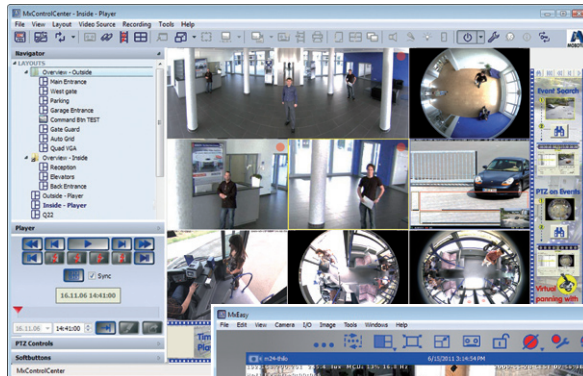 MxControlCenter - Inside - Player
File View Layout Video Source Recording Tools Help
Navigator
LAYOUTS
Overview - Outside
Main Entrance
West gate
Parking
Garage Entrance
Command Btn TEST
Gate Guard
Auto Grid
Quad VGA
Overview - Inside
Reception
Elevators
Back Entrance
Outside - Player
Inside - Player
Q22
Player
Sync
16.11.06 14:41:00
16.11.06 14:41:00
PTZ Controls
Softbuttons
MxControlCenter
Event Search
PTZ on Events
Virtual
panning with
MxEasy
File Edit View Camera I/O Image Tools Windows Help
m24-thilo 6/15/2011 3:14:54 PM